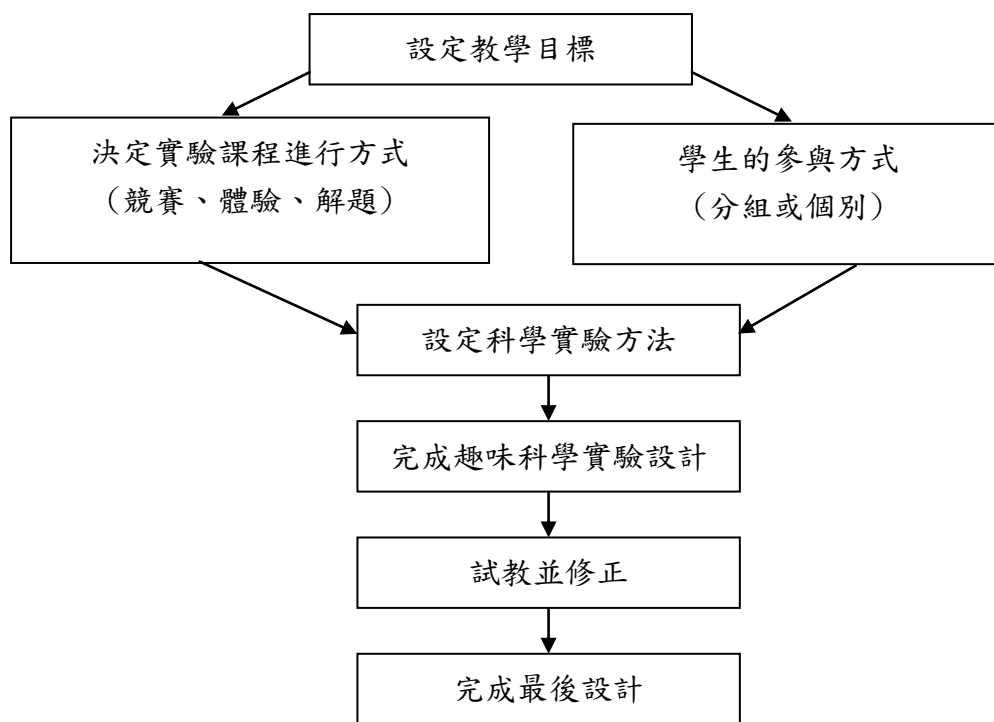 設定教學目標
決定實驗課程進行方式
（競賽、體驗、解題）
學生的參與方式
（分組或個別）
設定科學實驗方法
完成趣味科學實驗設計
試教並修正
完成最後設計